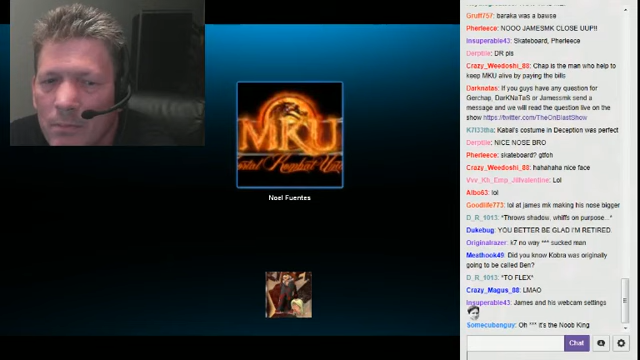 Gruff757: baraka was a bawse
Pherleece: NOOO JAMESMK CLOSE UUP!!
Insuperable43: Skateboard, Pherleece
Derptile: DR pls
Crazy_Weedoshi_88: Chap is the man who help to
keep MKU alive by paying the bills
Darknatas: If you guys have any question for
Gerchap, DarKNaTaS or Jamessmk send a
message and we will read the question live on the
show https://twitter.com/TheOnBlastShow
K7l33tha: Kabal's costume in Deception was perfect
Derptile: NICE NOSE BRO
Pherleece: skateboard? gtfoh
Crazy_Weedoshi_88: hahahaha nice face
Vvv_Kh_Emp_Jillvalentine: Lol
Albo63: lol
Goodlife773: lol at james mk making his nose bigger
D_R_1013: *Throws shadow, whiffs on purpose...*
Dukebug: YOU BETTER BE GLAD I'M RETIRED.
Originalrazer: k7 no way *** sucked man
Meathook49: Did you know Kobra was originally
going to be called Ben?
D_R_1013: *TO FLEX*
Crazy_Magus_88: LMAO
Insuperable43: James and his webcam settings
Somecubanguy: Oh *** it's the Noob King
Chat
MKU
Noel Fuentes